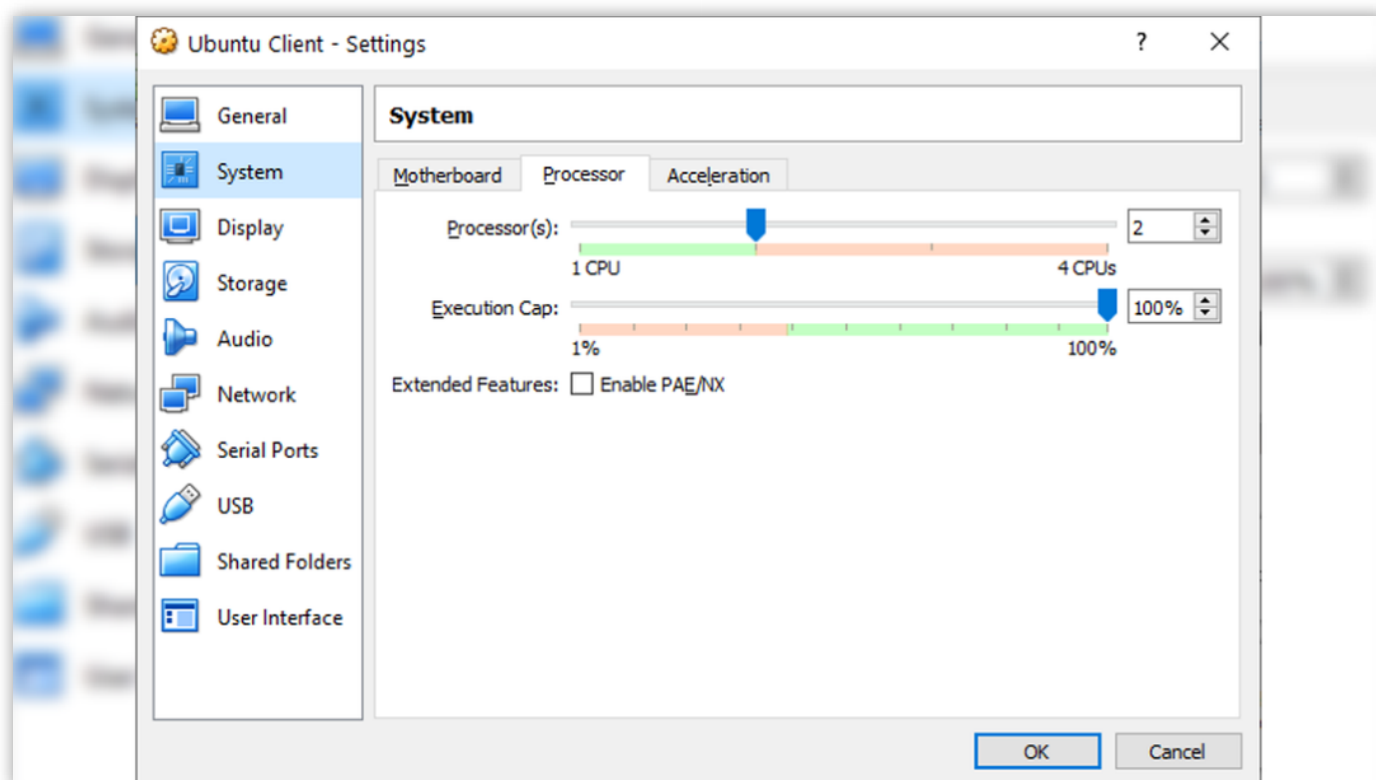 Ubuntu Client - Settings
?
General
System
Display
Storage
Audio
Network
Serial Ports
USB
Shared Folders
User Interface
System
Motherboard Processor Acceleration
Processor(s): 2
1 CPU 4 CPUs
Execution Cap: 100%
1% 100%
Extended Features: Enable PAE/NX
OK Cancel